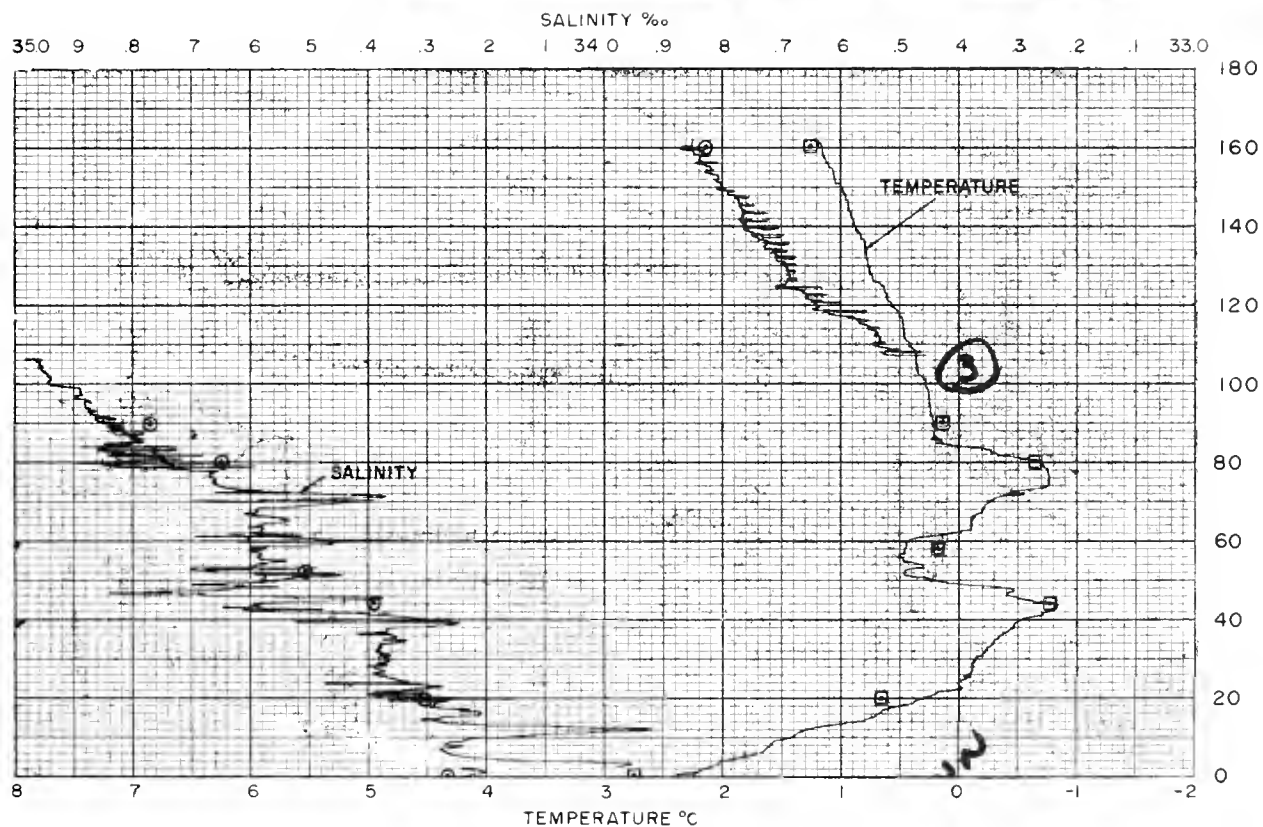 SALINITY ‰
35.0 .9 .8 .7 .6 .5 .4 .3 .2 .1 34.0 .9 .8 .7 .6 .5 .4 .3 .2 .1 33.0
180
160
TEMPERATURE
140
120
3
100
80
SALINITY
60
40
20
0
8 7 6 5 4 3 2 1 0 -1 -2
TEMPERATURE °C